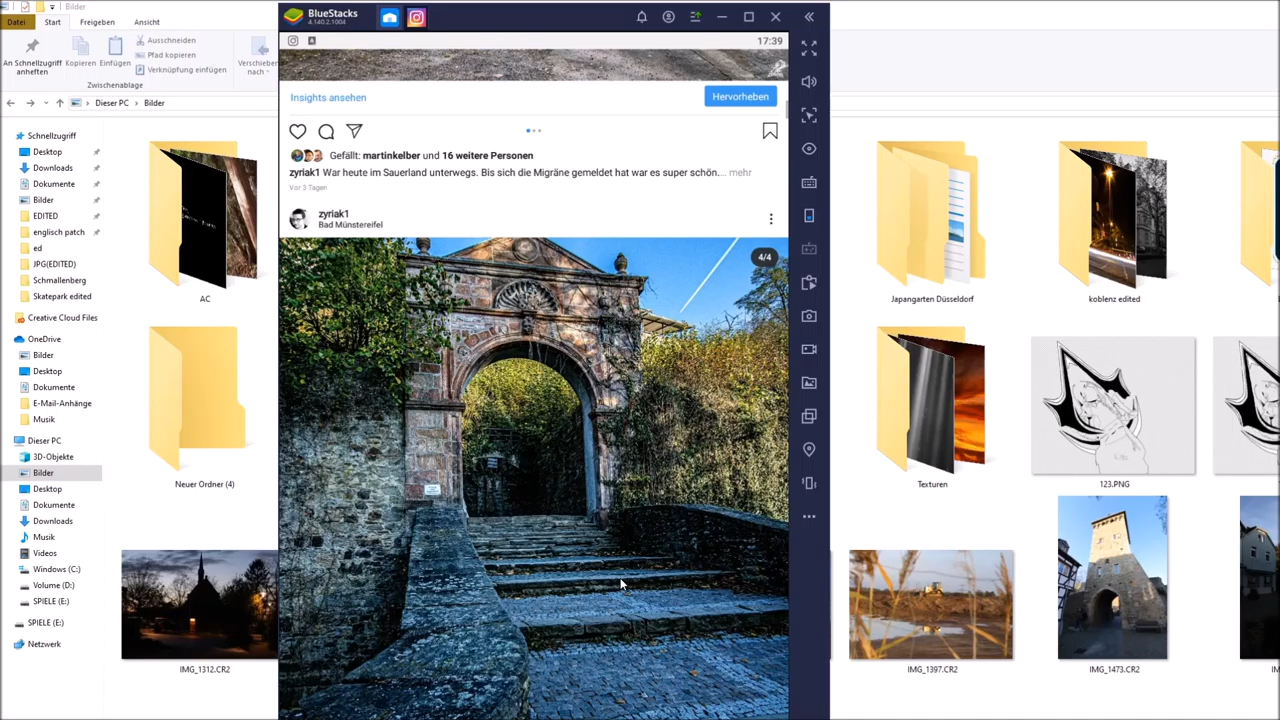 Bilder
Datei
Start
Freigeben
Ansicht
An Schnellzugriff
anheften
Kopieren
Einfügen
Ausschneiden
Pfad kopieren
Verknüpfung einfügen
Zwischenablage
Verschieben
nach
Dieser PC
Bilder
Schnellzugriff
Desktop
Downloads
Dokumente
Bilder
EDITED
englisch patch
ed
JPG(EDITED)
Schmallenberg
Skatepark edited
Creative Cloud Files
OneDrive
Bilder
Desktop
Dokumente
E-Mail-Anhänge
Musik
Dieser PC
3D-Objekte
Bilder
Desktop
Dokumente
Downloads
Musik
Videos
Windows (C:)
Volume (D:)
SPIELE (E:)
SPIELE (E:)
Netzwerk
AC
Neuer Ordner (4)
IMG_1312.CR2
BlueStacks
4.140.2.1004
17:39
Insights ansehen
Hervorheben
Gefällt: martinkelber und 16 weitere Personen
zyriak1 War heute im Sauerland unterwegs. Bis sich die Migräne gemeldet hat war es super schön.... mehr
Vor 3 Tagen
zyriak1
Bad Münstereifel
4/4
Japangarten Düsseldorf
koblenz edited
Texturen
123.PNG
IMG_1397.CR2
IMG_1473.CR2